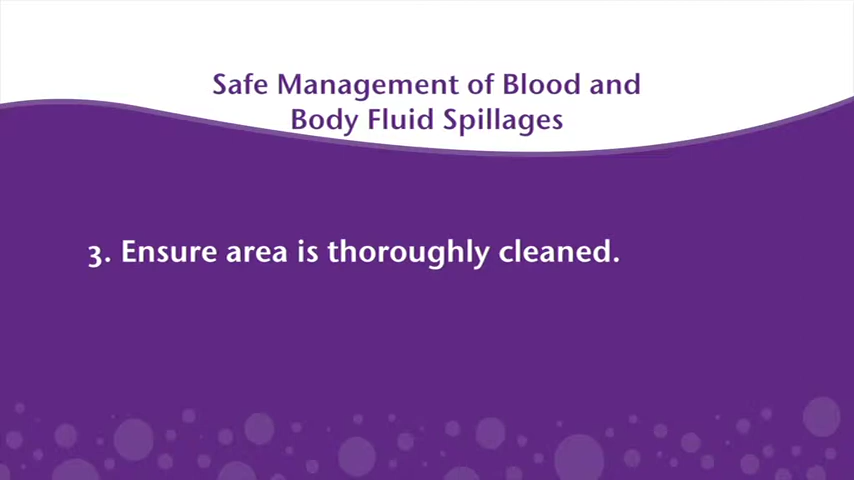 Safe Management of Blood and
Body Fluid Spillages
3. Ensure area is thoroughly cleaned.